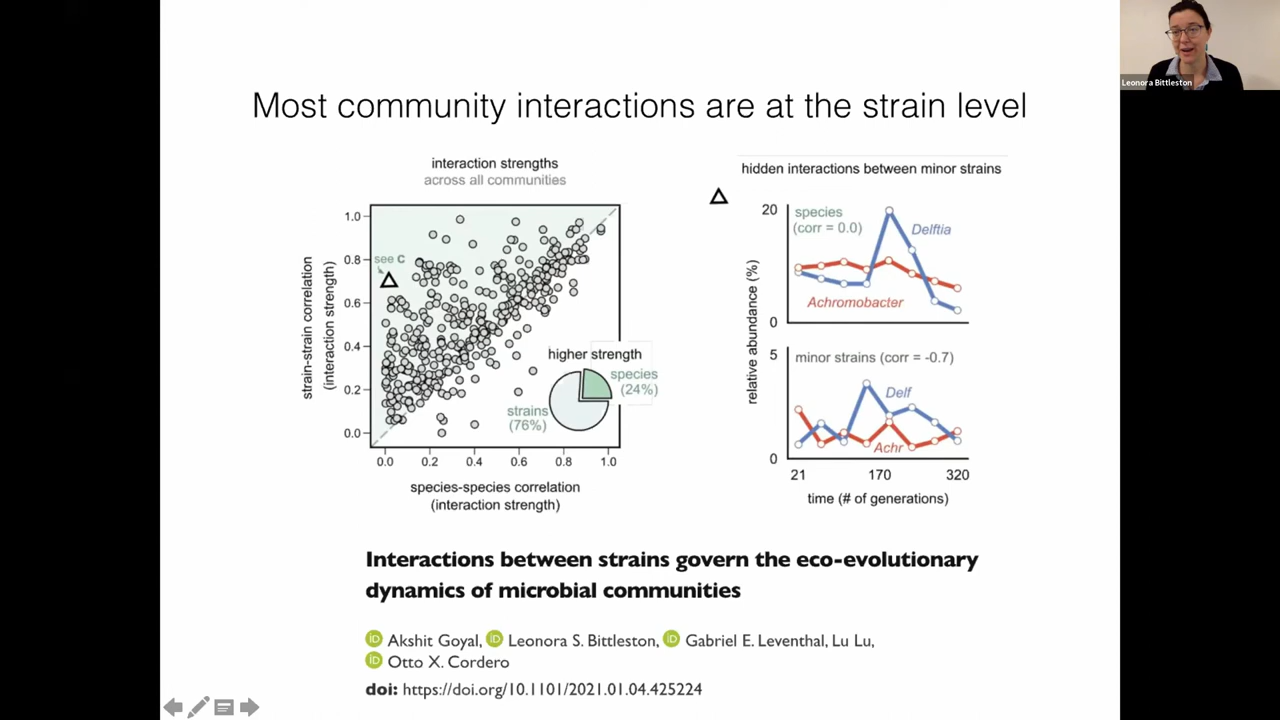 Leonora Bittleston
Most community interactions are at the strain level
interaction strengths
across all communities
strain-strain correlation
(interaction strength)
1.0
0.8
0.6
0.4
0.2
0.0
see c
higher strength
species
(24%)
strains
(76%)
0.0 0.2 0.4 0.6 0.8 1.0
species-species correlation
(interaction strength)
hidden interactions between minor strains
relative abundance (%)
20
0
species
(corr = 0.0)
Delftia
Achromobacter
5
0
minor strains (corr = -0.7)
Delf
Achr
21 170 320
time (# of generations)
Interactions between strains govern the eco-evolutionary
dynamics of microbial communities
iD Akshit Goyal, iD Leonora S. Bittleston, iD Gabriel E. Leventhal, Lu Lu,
iD Otto X. Cordero
doi: https://doi.org/10.1101/2021.01.04.425224